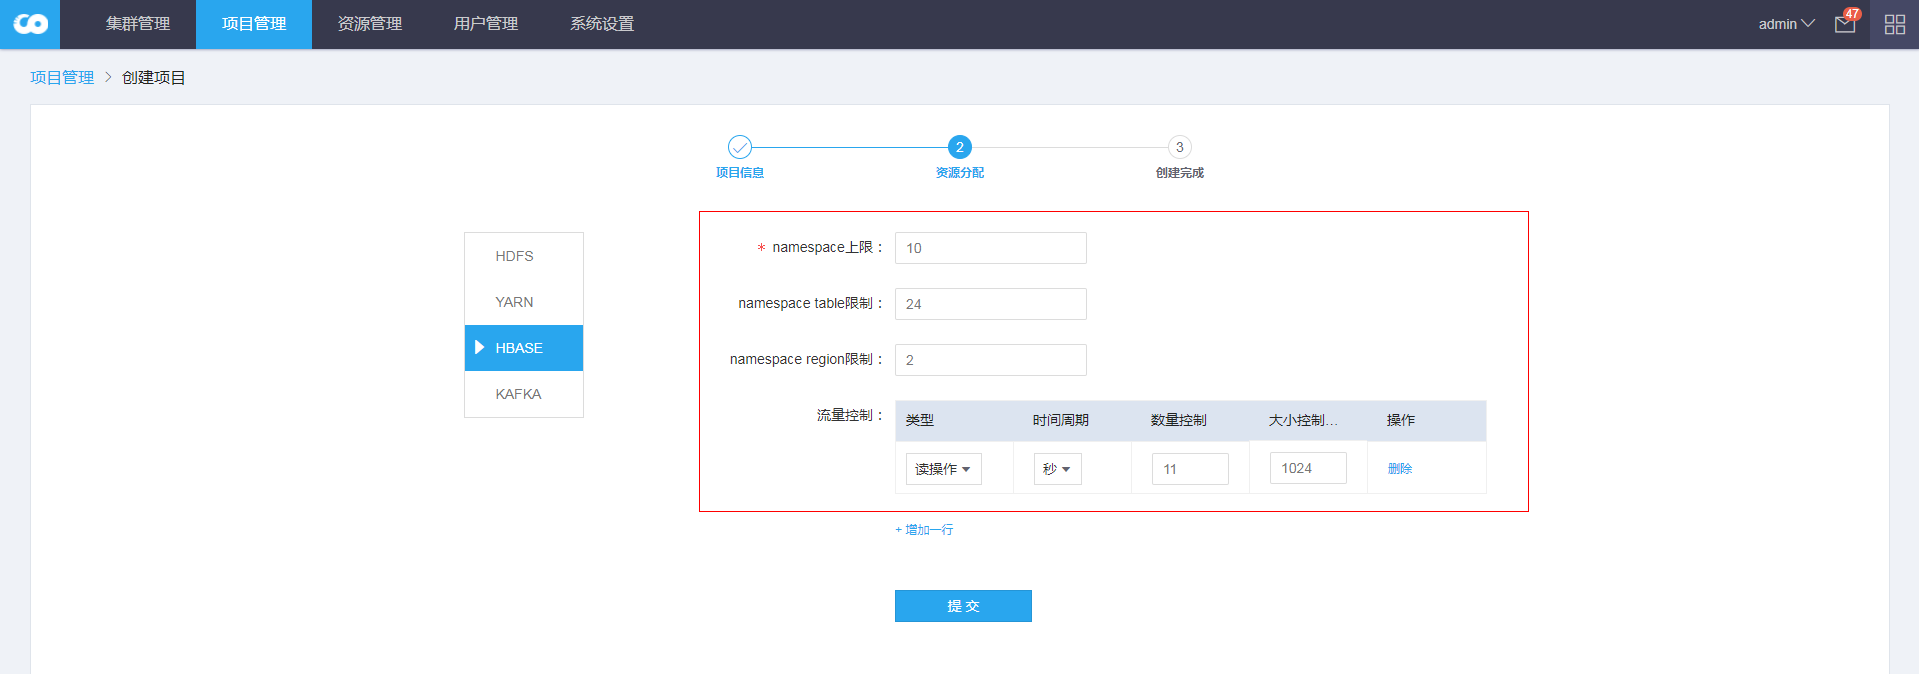 集群管理 项目管理 资源管理 用户管理 系统设置 admin 47
项目管理 > 创建项目
2 3
项目信息 资源分配 创建完成
HDFS
YARN
HBASE
KAFKA
* namespace上限： 10
namespace table限制： 24
namespace region限制： 2
流量控制： 类型 时间周期 数量控制 大小控制... 操作
读操作 秒 11 1024 删除
+ 增加一行
提 交